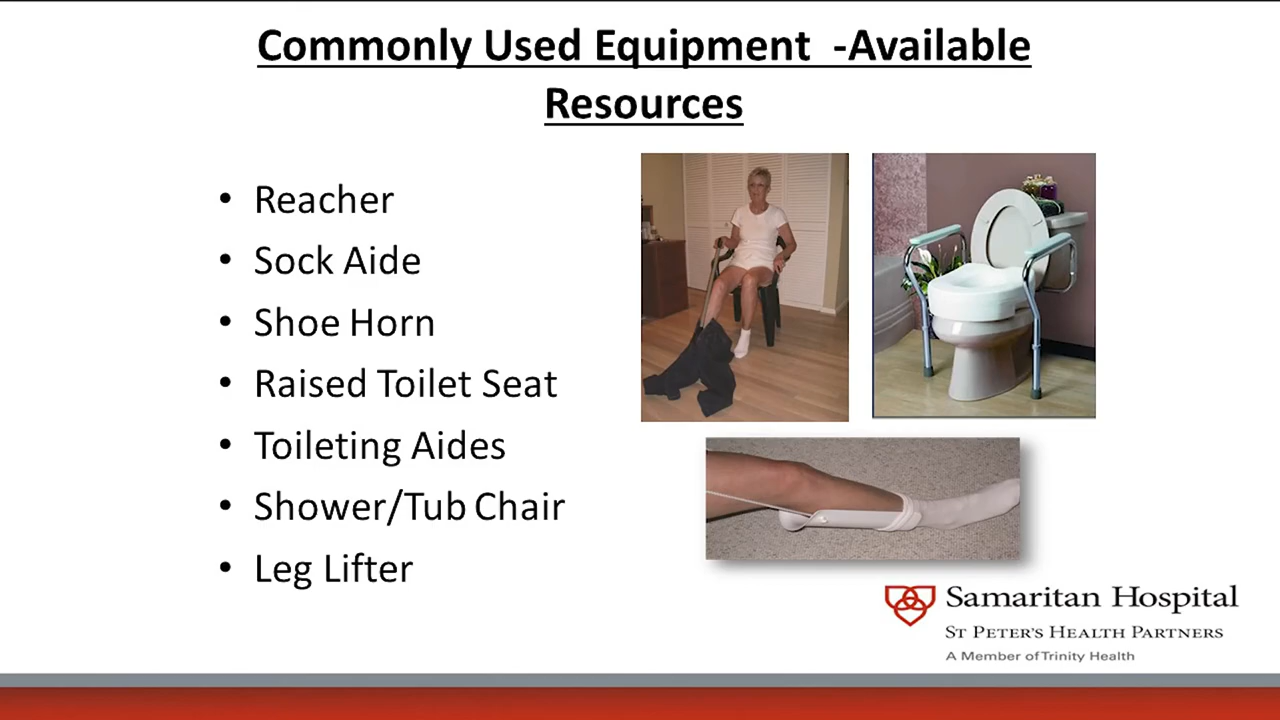 Commonly Used Equipment -Available
Resources
• Reacher
• Sock Aide
• Shoe Horn
• Raised Toilet Seat
• Toileting Aides
• Shower/Tub Chair
• Leg Lifter
Samaritan Hospital
ST PETER'S HEALTH PARTNERS
A Member of Trinity Health